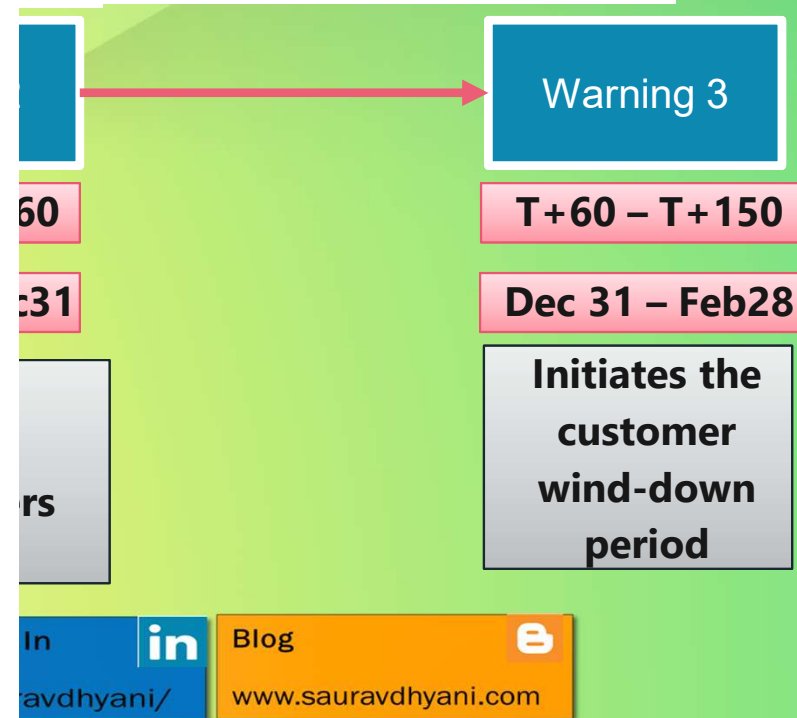 Warning 3
60
T+60 – T+150
c31
Dec 31 – Feb28
Initiates the
customer
wind-down
period
rs
In
in
avdhyani/
Blog
www.sauravdhyani.com